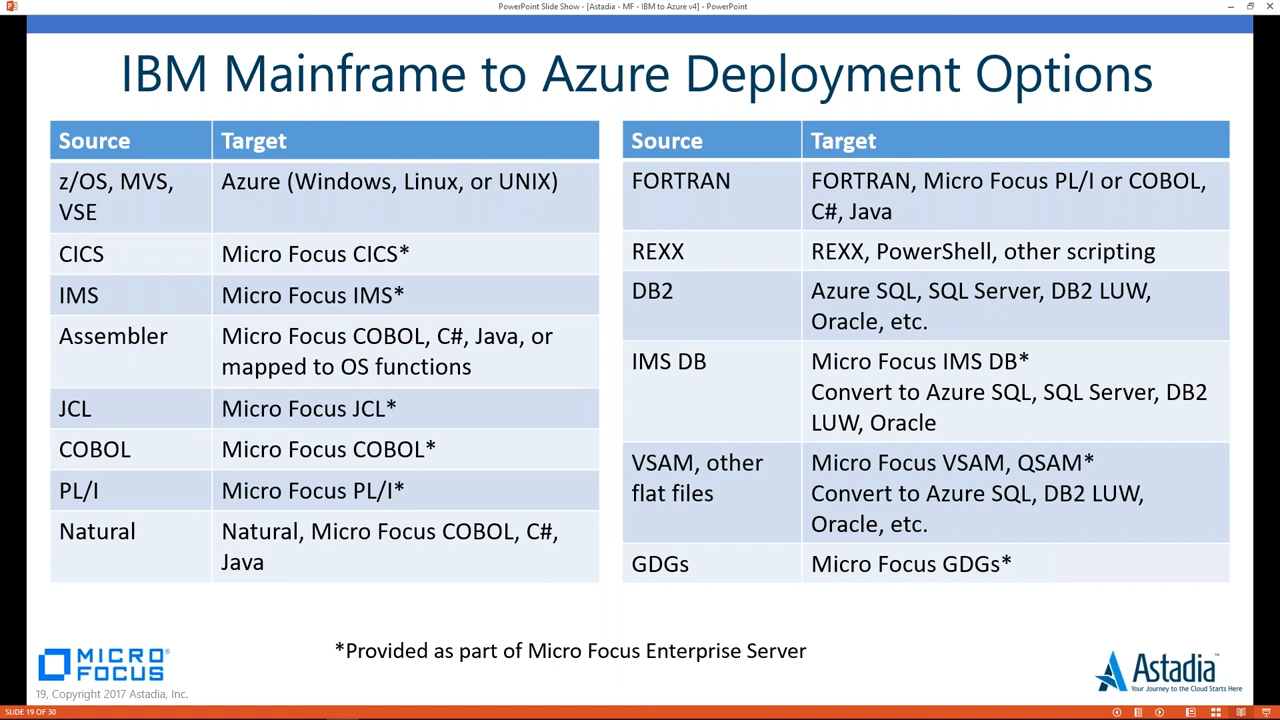 PowerPoint Slide Show - [Astadia - MF - IBM to Azure v4] - PowerPoint
IBM Mainframe to Azure Deployment Options
Source Target
z/OS, MVS, Azure (Windows, Linux, or UNIX)
VSE
CICS Micro Focus CICS*
IMS Micro Focus IMS*
Assembler Micro Focus COBOL, C#, Java, or
mapped to OS functions
JCL Micro Focus JCL*
COBOL Micro Focus COBOL*
PL/I Micro Focus PL/I*
Natural Natural, Micro Focus COBOL, C#,
Java
Source Target
FORTRAN FORTRAN, Micro Focus PL/I or COBOL,
C#, Java
REXX REXX, PowerShell, other scripting
DB2 Azure SQL, SQL Server, DB2 LUW,
Oracle, etc.
IMS DB Micro Focus IMS DB*
Convert to Azure SQL, SQL Server, DB2
LUW, Oracle
VSAM, other Micro Focus VSAM, QSAM*
flat files Convert to Azure SQL, DB2 LUW,
Oracle, etc.
GDGs Micro Focus GDGs*
*Provided as part of Micro Focus Enterprise Server
MICRO
FOCUS
Astadia™
Your Journey to the Cloud Starts Here
19, Copyright 2017 Astadia, Inc.
SLIDE 19 OF 30